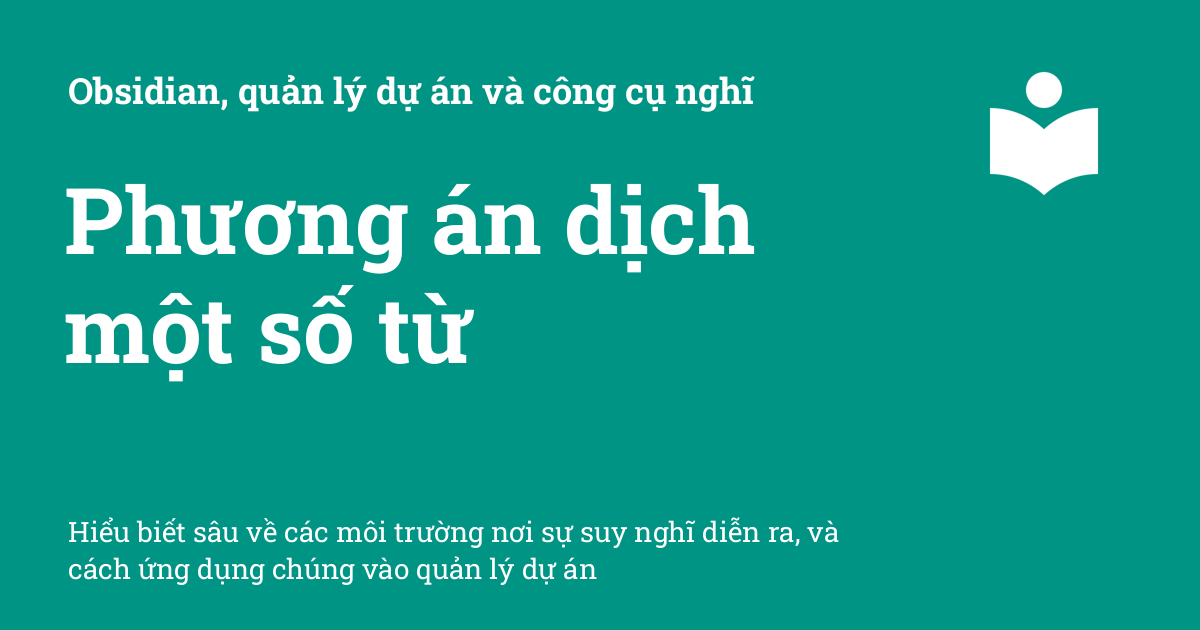 Obsidian, quản lý dự án và công cụ nghĩ
Phương án dịch
một số từ
Hiểu biết sâu về các môi trường nơi sự suy nghĩ diễn ra, và
cách ứng dụng chúng vào quản lý dự án